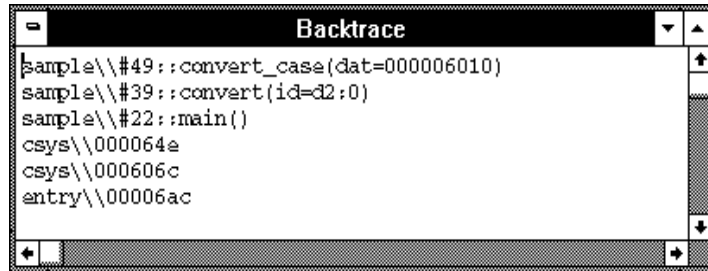 Backtrace
sample\\#49::convert_case(dat=000006010)
sample\\#39::convert(id=d2:0)
sample\\#22::main()
csys\\000064e
csys\\000606c
entry\\00006ac